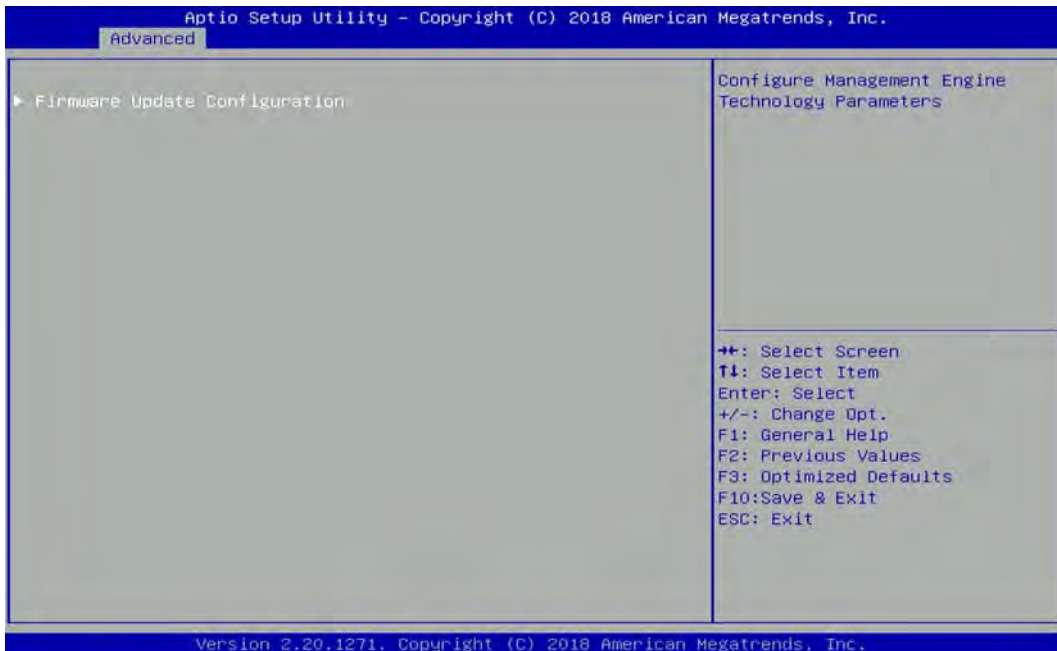 Aptio Setup Utility – Copyright (C) 2018 American Megatrends, Inc.
Advanced
▶ Firmware Update Configuration
Configure Management Engine
Technology Parameters
→←: Select Screen
↑↓: Select Item
Enter: Select
+/-: Change Opt.
F1: General Help
F2: Previous Values
F3: Optimized Defaults
F10:Save & Exit
ESC: Exit
Version 2.20.1271. Copyright (C) 2018 American Megatrends, Inc.